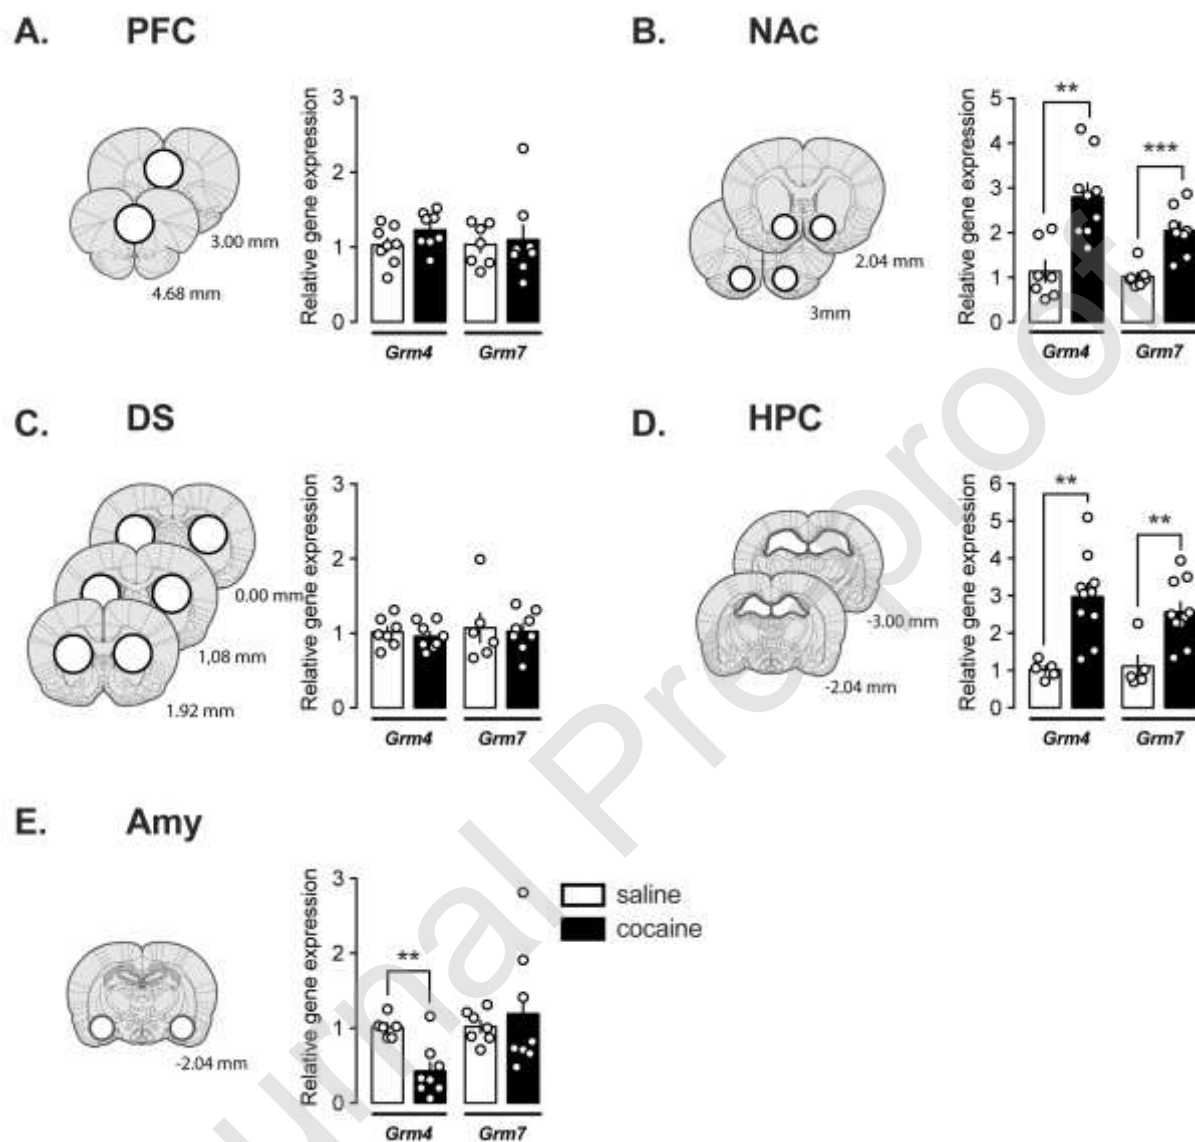 A. PFC
3
2
1
0
Relative gene expression
3.00 mm
4.68 mm
Grm4 Grm7
B. NAc
5
4
3
2
1
0
Relative gene expression
**
***
2.04 mm
3mm
Grm4 Grm7
C. DS
3
2
1
0
Relative gene expression
0.00 mm
1,08 mm
1.92 mm
Grm4 Grm7
D. HPC
6
5
4
3
2
1
0
Relative gene expression
**
**
-3.00 mm
-2.04 mm
Grm4 Grm7
E. Amy
3
2
1
0
Relative gene expression
**
-2.04 mm
Grm4 Grm7
saline
cocaine
urnal Pre-proof